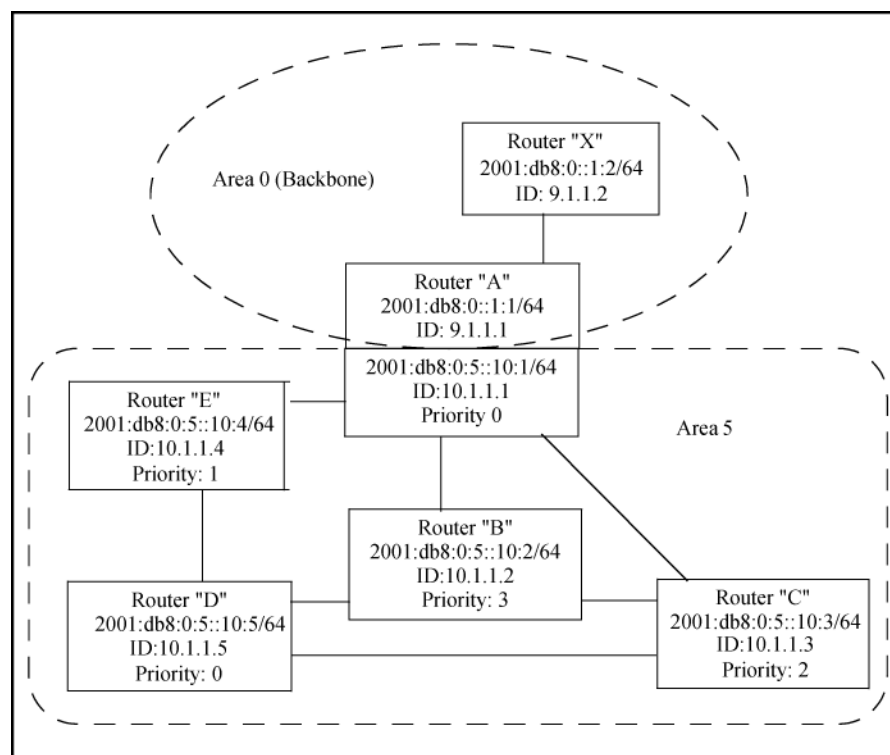 Router "X"
2001:db8:0::1:2/64
ID: 9.1.1.2
Area 0 (Backbone)
Router "A"
2001:db8:0::1:1/64
ID: 9.1.1.1
2001:db8:0:5::10:1/64
ID:10.1.1.1
Priority 0
Router "E"
2001:db8:0:5::10:4/64
ID:10.1.1.4
Priority: 1
Area 5
Router "B"
2001:db8:0:5::10:2/64
ID:10.1.1.2
Priority: 3
Router "D"
2001:db8:0:5::10:5/64
ID:10.1.1.5
Priority: 0
Router "C"
2001:db8:0:5::10:3/64
ID:10.1.1.3
Priority: 2